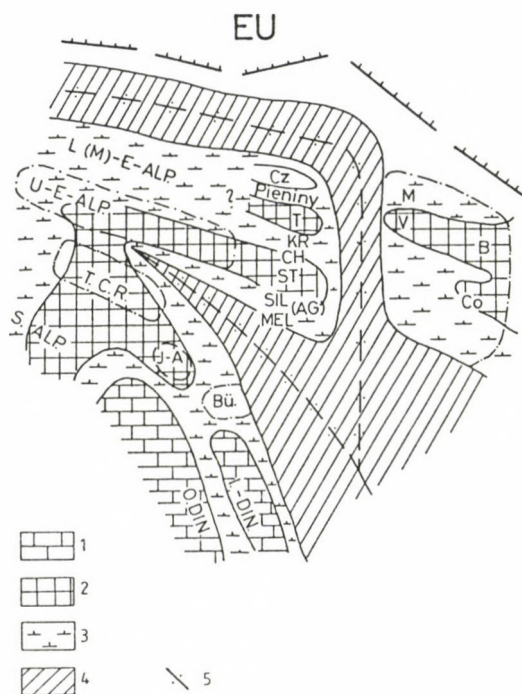 EU
L (M)-E-ALP.
U-E-ALP.
?
Cz
Pieniny
T
KR
CH
ST
SIL (AG)
MEL
M
V
B
Co
T.C.R.
S. ALP.
J-A
Bü.
O.DIN
I.-DIN
1
2
3
4
5